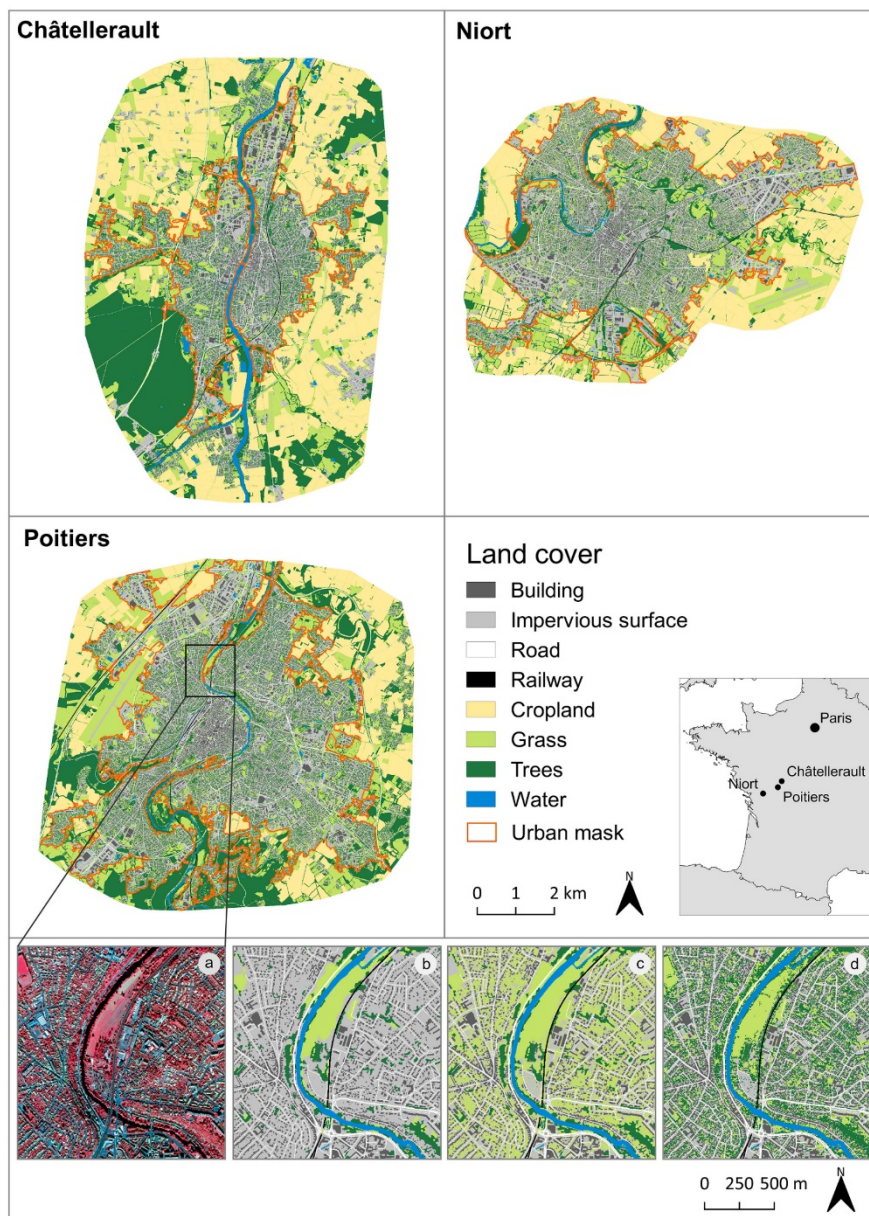 Châtellerault
Niort
Poitiers
Land cover
Building
Impervious surface
Road
Railway
Cropland
Grass
Trees
Water
Urban mask
0 1 2 km
N
Paris
Châtellerault
Niort
Poitiers
a
b
c
d
0 250 500 m
N